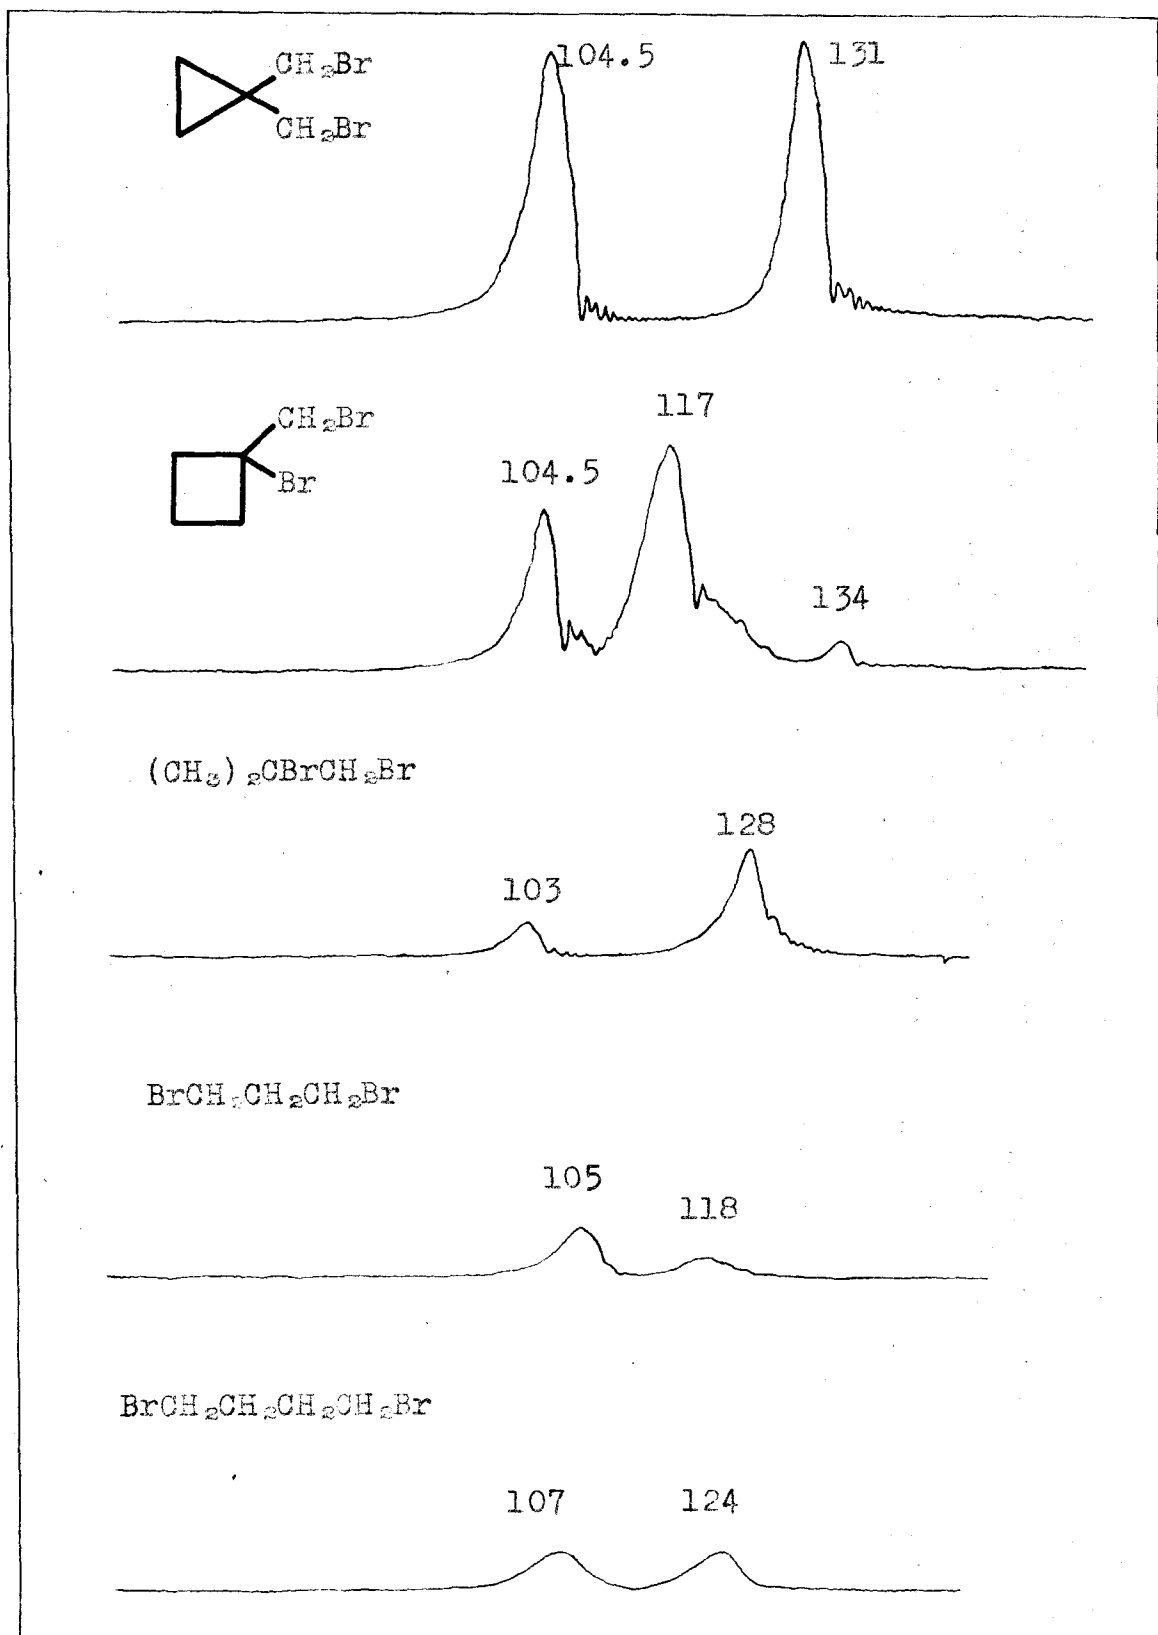 CH₂Br
CH₂Br
104.5 131
CH₂Br
Br
104.5 117 134
(CH₃)₂CBrCH₂Br
103 128
BrCH₂CH₂CH₂Br
105 118
BrCH₂CH₂CH₂CH₂Br
107 124